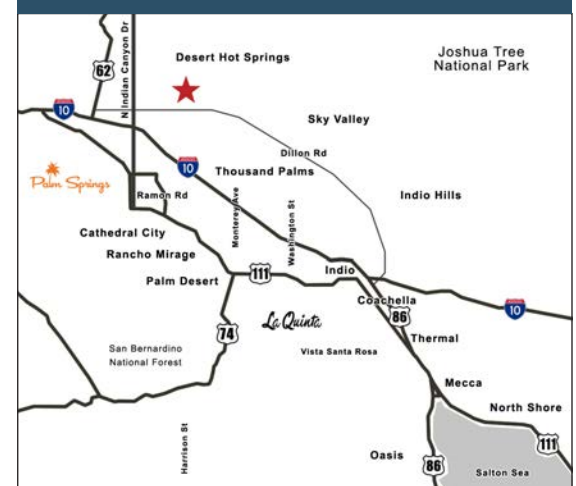 62
N Indian Canyon Dr
Desert Hot Springs
Joshua Tree
National Park
10
Sky Valley
Dillon Rd
10
Thousand Palms
Palm Springs
Ramon Rd
Indio Hills
Monterey Ave
Washington St
Cathedral City
Rancho Mirage
Indio
Palm Desert
111
Coachella
10
86
La Quinta
74
Thermal
San Bernardino
National Forest
Vista Santa Rosa
Mecca
North Shore
Harrison St
111
Oasis
86
Salton Sea